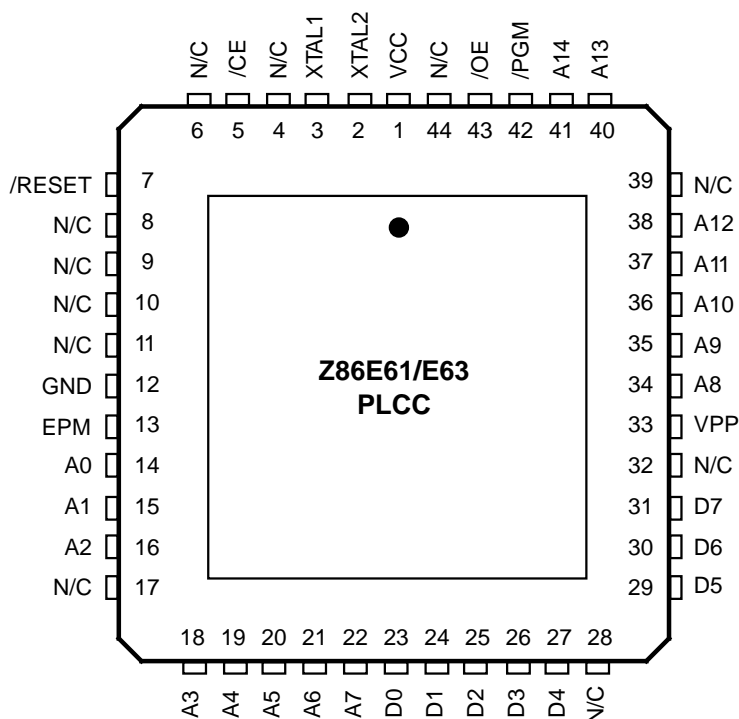 N/C /CE N/C XTAL1 XTAL2 VCC N/C /OE /PGM A14 A13
6 5 4 3 2 1 44 43 42 41 40
/RESET 7 39 N/C
N/C 8 38 A12
N/C 9 37 A11
N/C 10 36 A10
N/C 11 35 A9
GND 12 34 A8
EPM 13 33 VPP
A0 14 32 N/C
A1 15 31 D7
A2 16 30 D6
N/C 17 29 D5
Z86E61/E63
PLCC
18 19 20 21 22 23 24 25 26 27 28
A3 A4 A5 A6 A7 D0 D1 D2 D3 D4 N/C